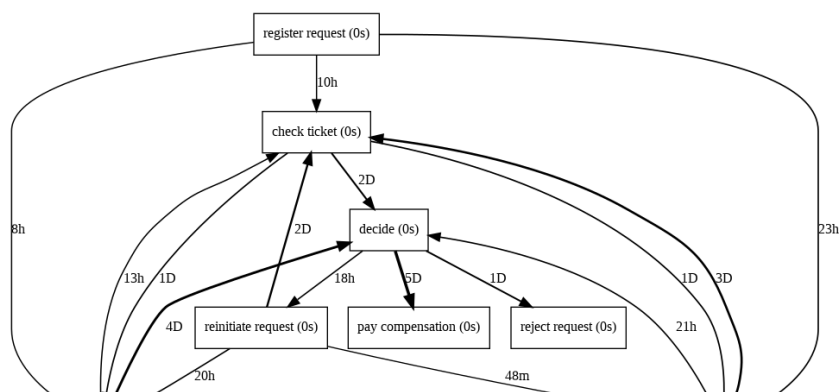 register request (0s)
10h
check ticket (0s)
2D
decide (0s)
8h
13h
1D
2D
1D
3D
23h
18h
5D
1D
4D
21h
reinitiate request (0s)
pay compensation (0s)
reject request (0s)
20h
48m